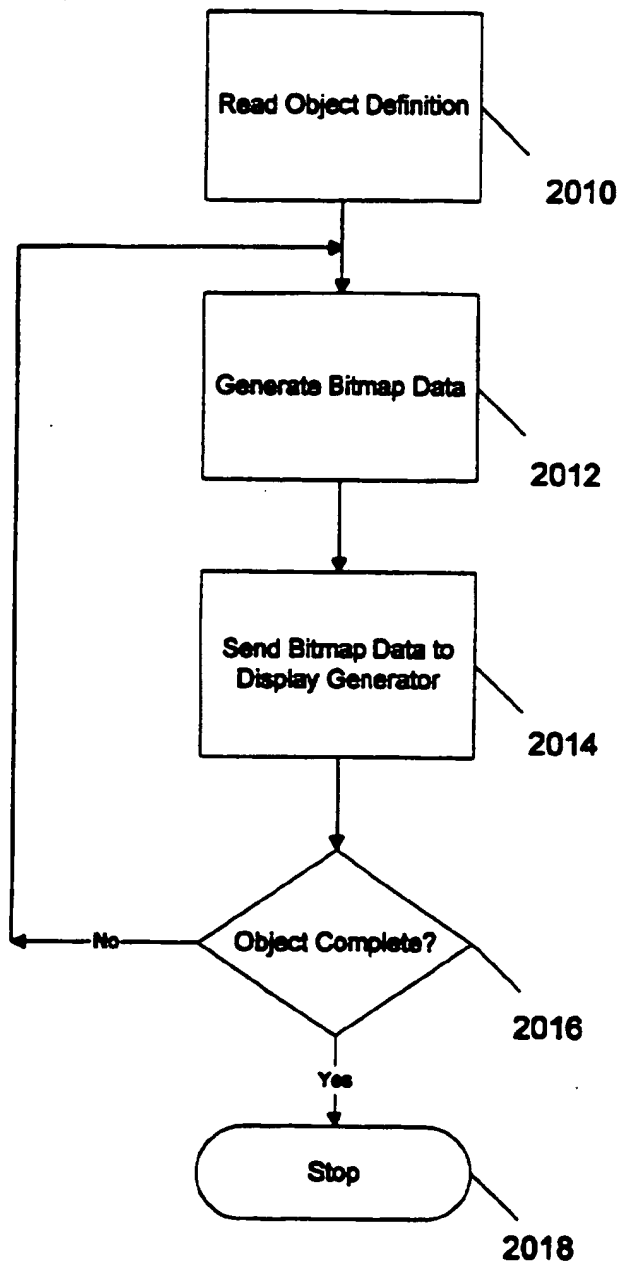 Read Object Definition
2010
Generate Bitmap Data
2012
Send Bitmap Data to
Display Generator
2014
No
Object Complete?
2016
Yes
Stop
2018